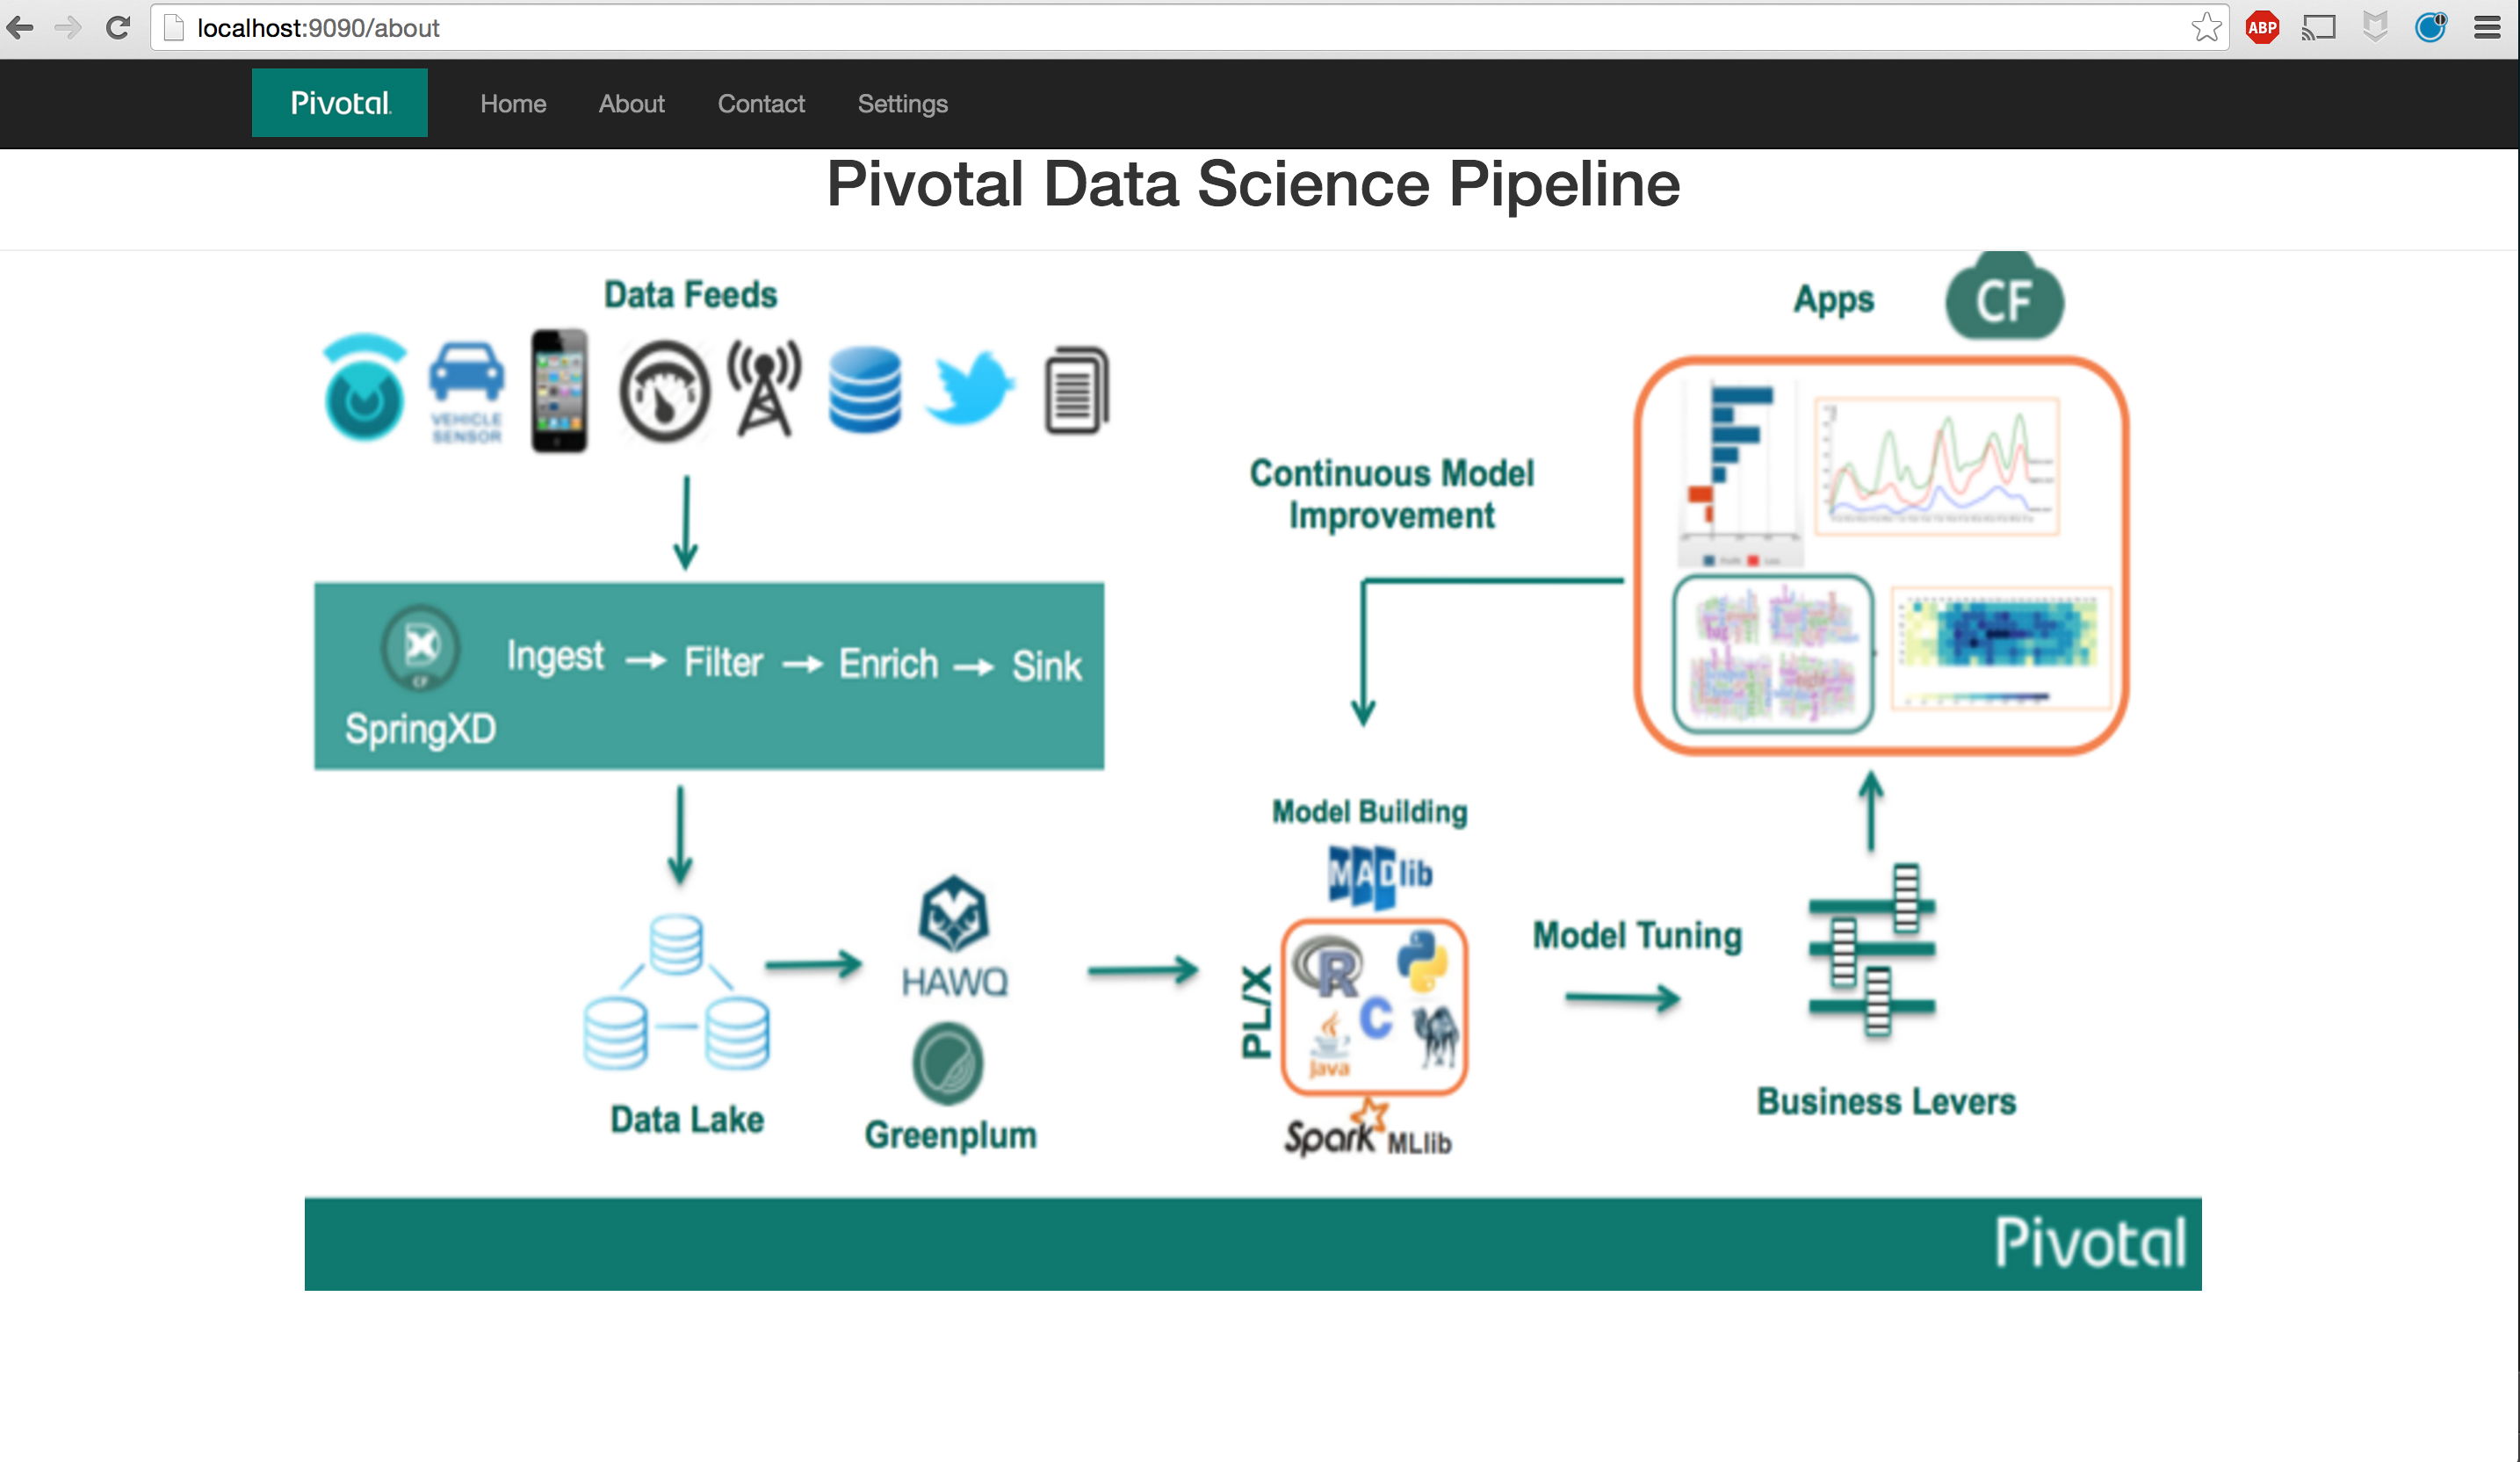 localhost:9090/about
ABP
Pivotal
Home
About
Contact
Settings
Pivotal Data Science Pipeline
Data Feeds
VEHICLE
SENSOR
Apps
CF
Continuous Model
Improvement
CF
SpringXD
Ingest → Filter → Enrich → Sink
Model Building
MADlib
PL/X
R
C
Java
Spark MLlib
HAWQ
Greenplum
Data Lake
Model Tuning
Business Levers
Pivotal